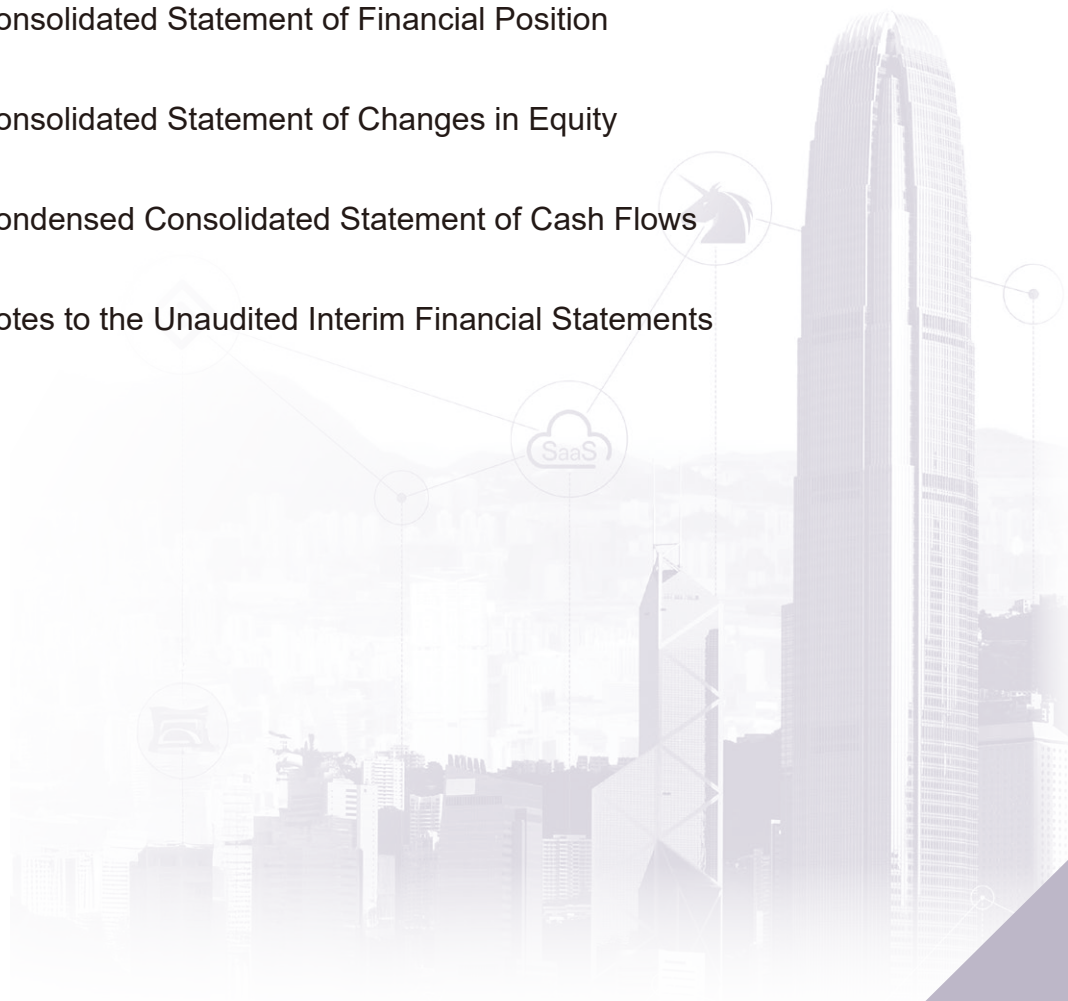 onsolidated Statement of Financial Position
onsolidated Statement of Changes in Equity
ondensed Consolidated Statement of Cash Flows
otes to the Unaudited Interim Financial Statements
SaaS